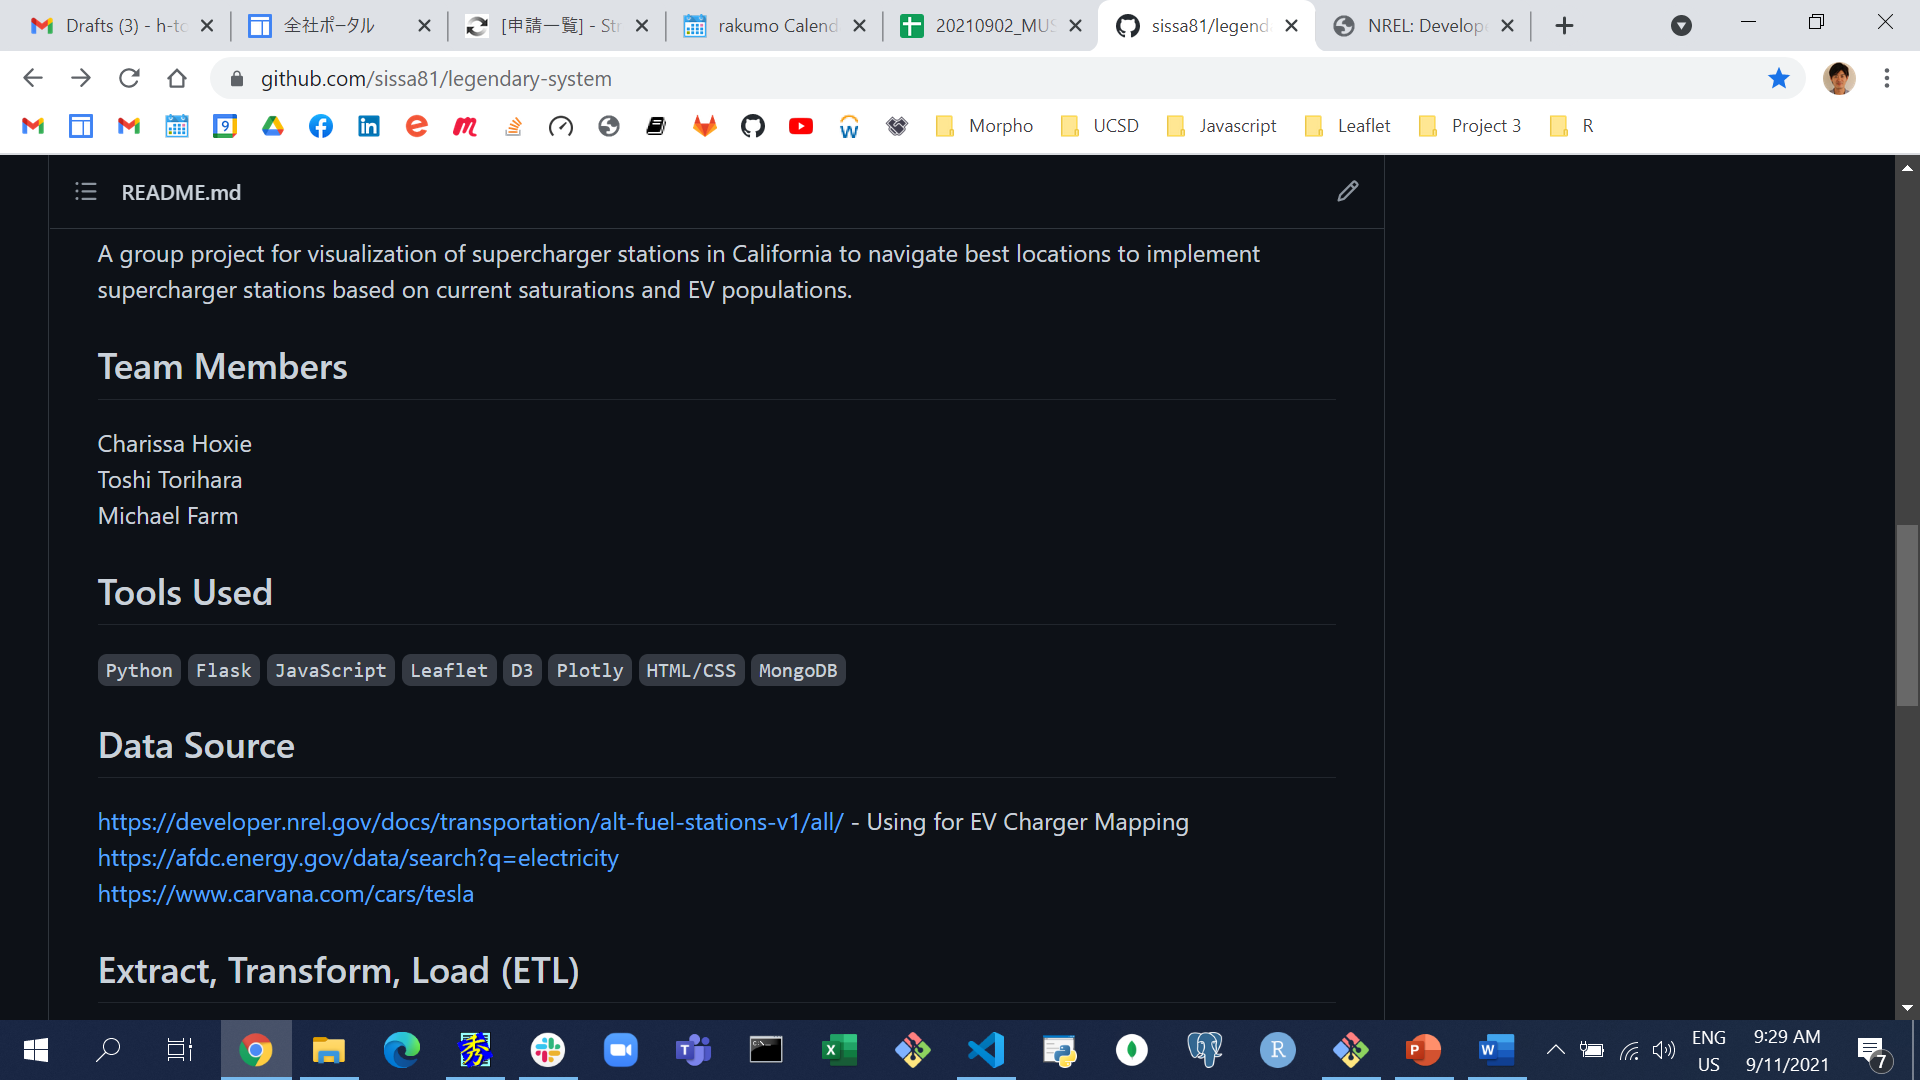 Drafts (3) - h-to
全社ポータル
[申請一覧] - Str
rakumo Calend
20210902_MUS
sissa81/legend
NREL: Develop
github.com/sissa81/legendary-system
9
Morpho
UCSD
Javascript
Leaflet
Project 3
R
README.md
A group project for visualization of supercharger stations in California to navigate best locations to implement
supercharger stations based on current saturations and EV populations.
Team Members
Charissa Hoxie
Toshi Torihara
Michael Farm
Tools Used
Python Flask JavaScript Leaflet D3 Plotly HTML/CSS MongoDB
Data Source
https://developer.nrel.gov/docs/transportation/alt-fuel-stations-v1/all/ - Using for EV Charger Mapping
https://afdc.energy.gov/data/search?q=electricity
https://www.carvana.com/cars/tesla
Extract, Transform, Load (ETL)
秀
ENG
US
9:29 AM
9/11/2021
7